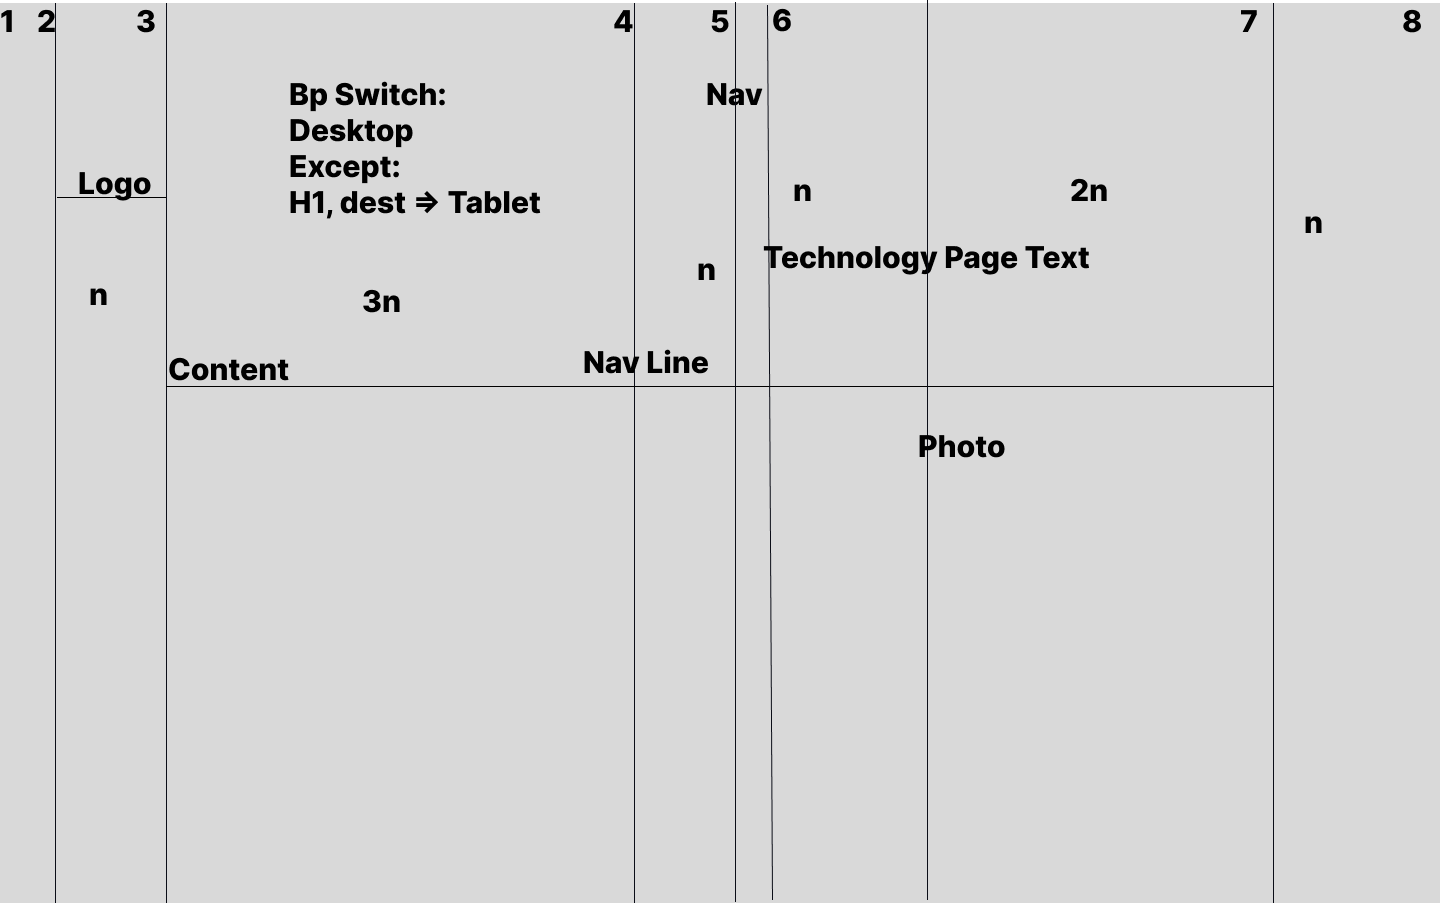 1 2 3 4 5 6 7 8
Bp Switch:
Desktop
Except:
H1, dest ⇒ Tablet
Nav
Logo
n
2n
n
Technology Page Text
n
n
3n
Content
Nav Line
Photo